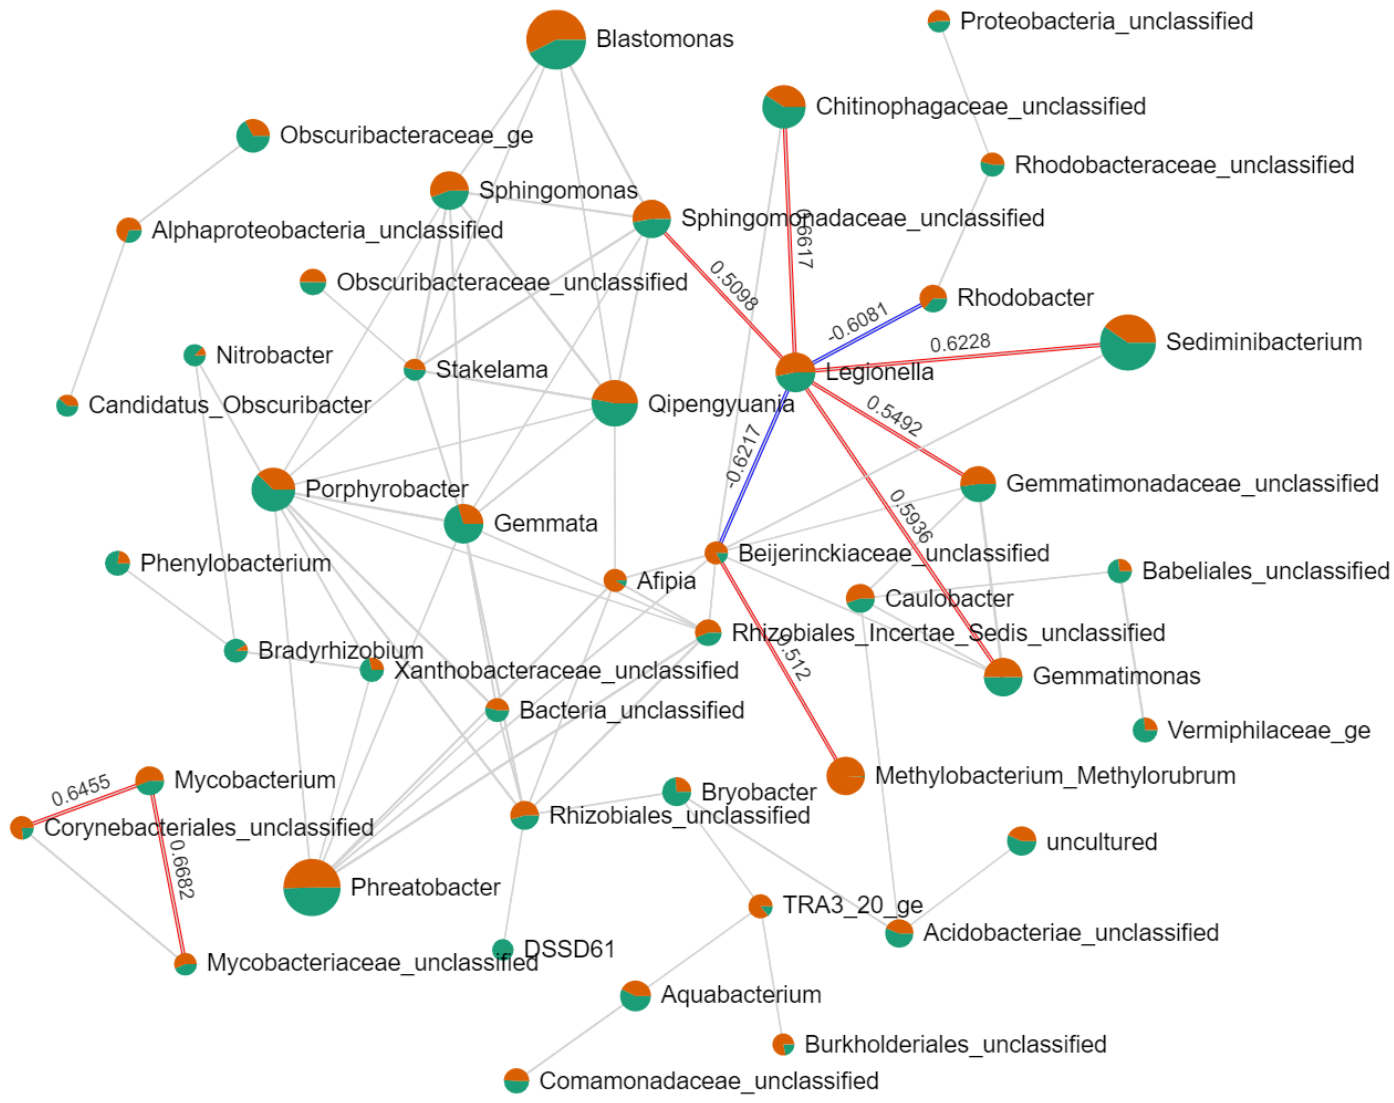 Proteobacteria_unclassified
Blastomonas
Chitinophagaceae_unclassified
Obscuribacteraceae_ge
Rhodobacteraceae_unclassified
Sphingomonas
Sphingomonadaceae_unclassified
0.6617
Alphaproteobacteria_unclassified
Obscuribacteraceae_unclassified
0.5098
Rhodobacter
-0.6081
0.6228
Sediminibacterium
Nitrobacter
Stakelama
Legionella
Candidatus_Obscuribacter
Qipengyuania
0.5492
-0.6217
Porphyrobacter
Gemmatimonadaceae_unclassified
0.5936
Gemmata
Beijerinckiaceae_unclassified
Phenylobacterium
Afipia
Babeliales_unclassified
Caulobacter
Rhizobiales_Incertae_Sedis_unclassified
Bradyrhizobium
0.512
Xanthobacteraceae_unclassified
Gemmatimonas
Bacteria_unclassified
Vermiphilaceae_ge
Mycobacterium
Methylobacterium_Methylorubrum
0.6455
Bryobacter
Corynebacteriales_unclassified
Rhizobiales_unclassified
uncultured
0.6682
Phreatobacter
TRA3_20_ge
Acidobacteriae_unclassified
DSSD61
Mycobacteriaceae_unclassified
Aquabacterium
Burkholderiales_unclassified
Comamonadaceae_unclassified